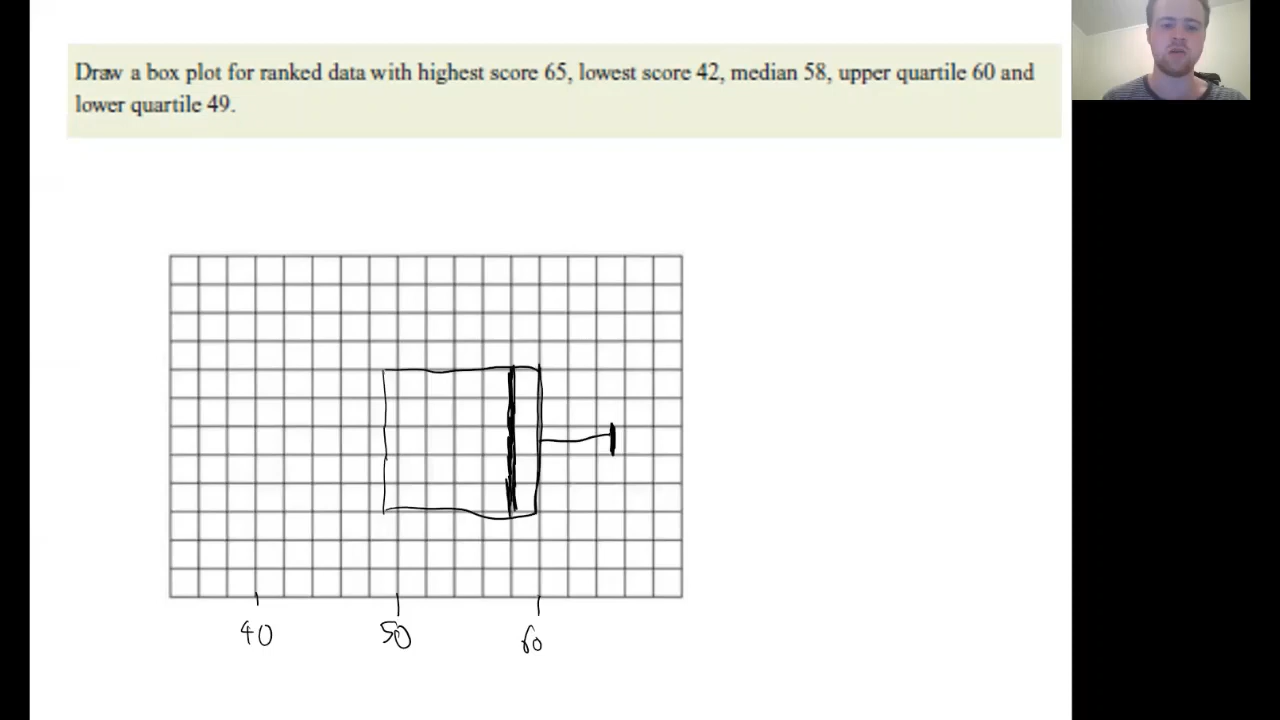 Draw a box plot for ranked data with highest score 65, lowest score 42, median 58, upper quartile 60 and
lower quartile 49.
40 50 60